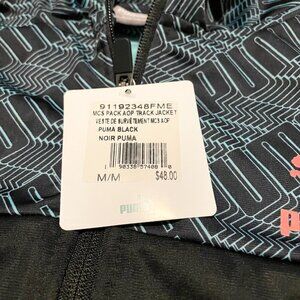 91192348FME
MCS PACK AOP TRACK JACKET
VESTE DE SURVÊTEMENT MCS AOP
PUMA BLACK
NOIR PUMA
M/M
$48.00
PUMA